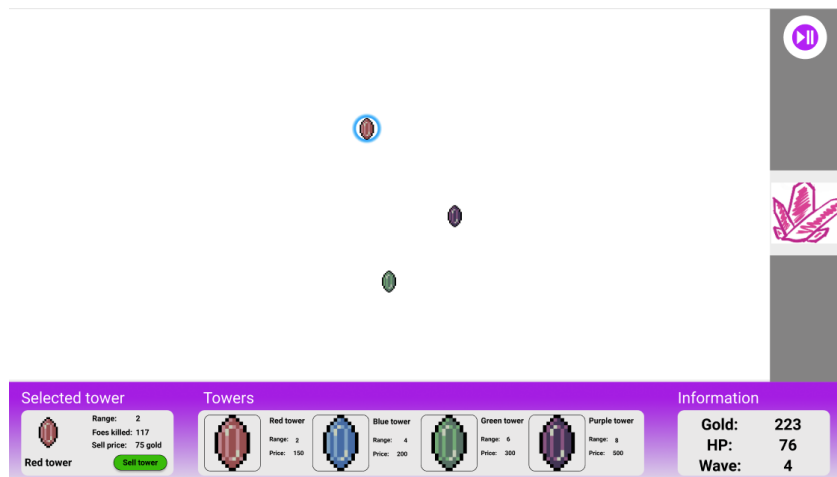 Selected tower
Range: 2
Foes killed: 117
Sell price: 75 gold
Red tower
Sell tower
Towers
Red tower
Range: 2
Price: 150
Blue tower
Range: 4
Price: 200
Green tower
Range: 6
Price: 300
Purple tower
Range: 8
Price: 500
Information
Gold: 223
HP: 76
Wave: 4